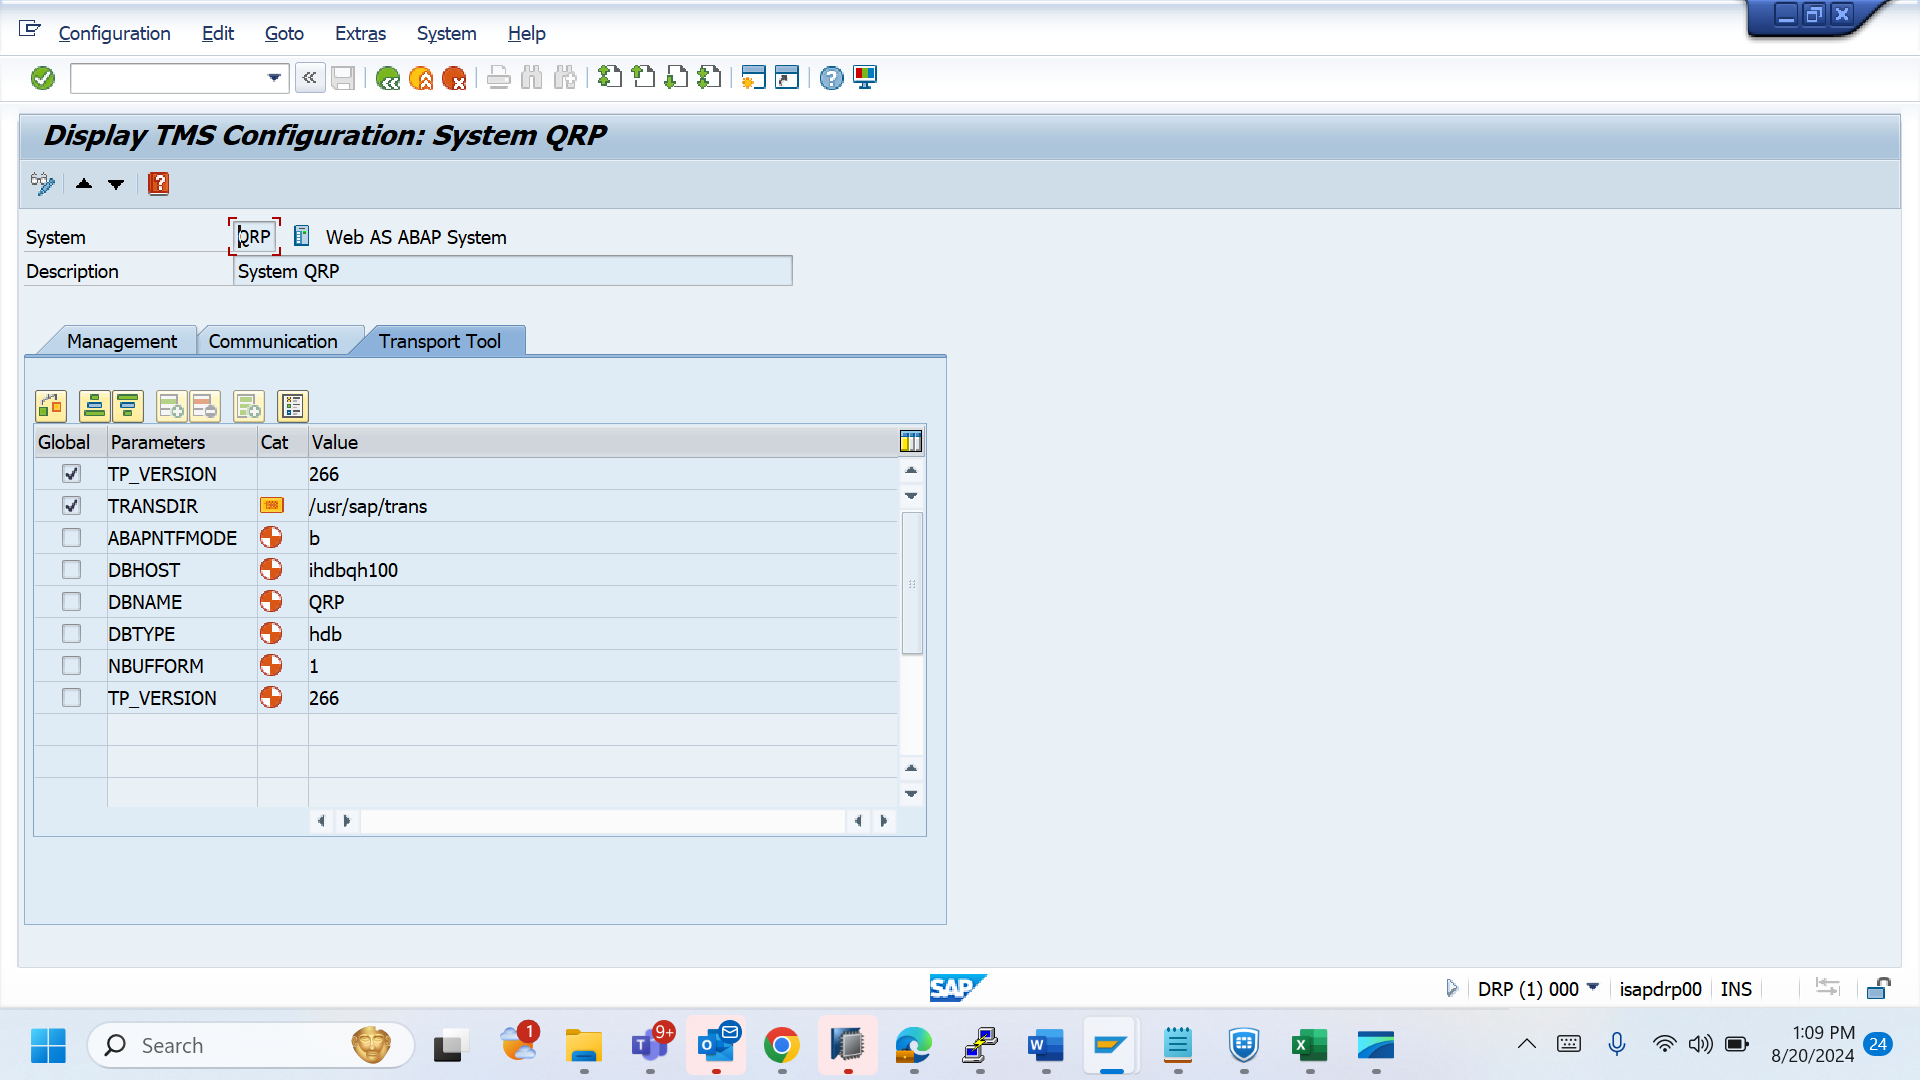 Configuration Edit Goto Extras System Help
Display TMS Configuration: System QRP
System QRP Web AS ABAP System
Description System QRP
Management Communication Transport Tool
Global Parameters Cat Value
TP_VERSION 266
TRANSDIR /usr/sap/trans
ABAPNTFMODE b
DBHOST ihdbqh100
DBNAME QRP
DBTYPE hdb
NBUFFORM 1
TP_VERSION 266
SAP DRP (1) 000 isapdrp00 INS
Search 1 9+ 1:09 PM
8/20/2024 24